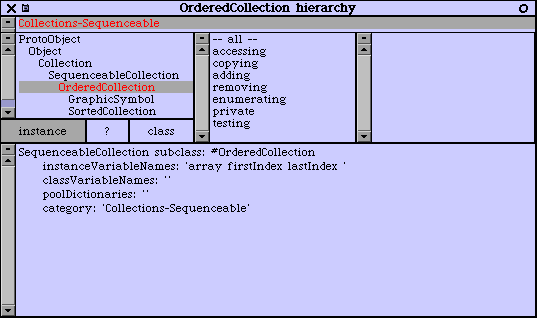 OrderedCollection hierarchy
Collections-Sequenceable
ProtoObject
Object
Collection
SequenceableCollection
OrderedCollection
GraphicSymbol
SortedCollection
instance
?
class
-- all --
accessing
copying
adding
removing
enumerating
private
testing
SequenceableCollection subclass: #OrderedCollection
instanceVariableNames: 'array firstIndex lastIndex '
classVariableNames: ''
poolDictionaries: ''
category: 'Collections-Sequenceable'